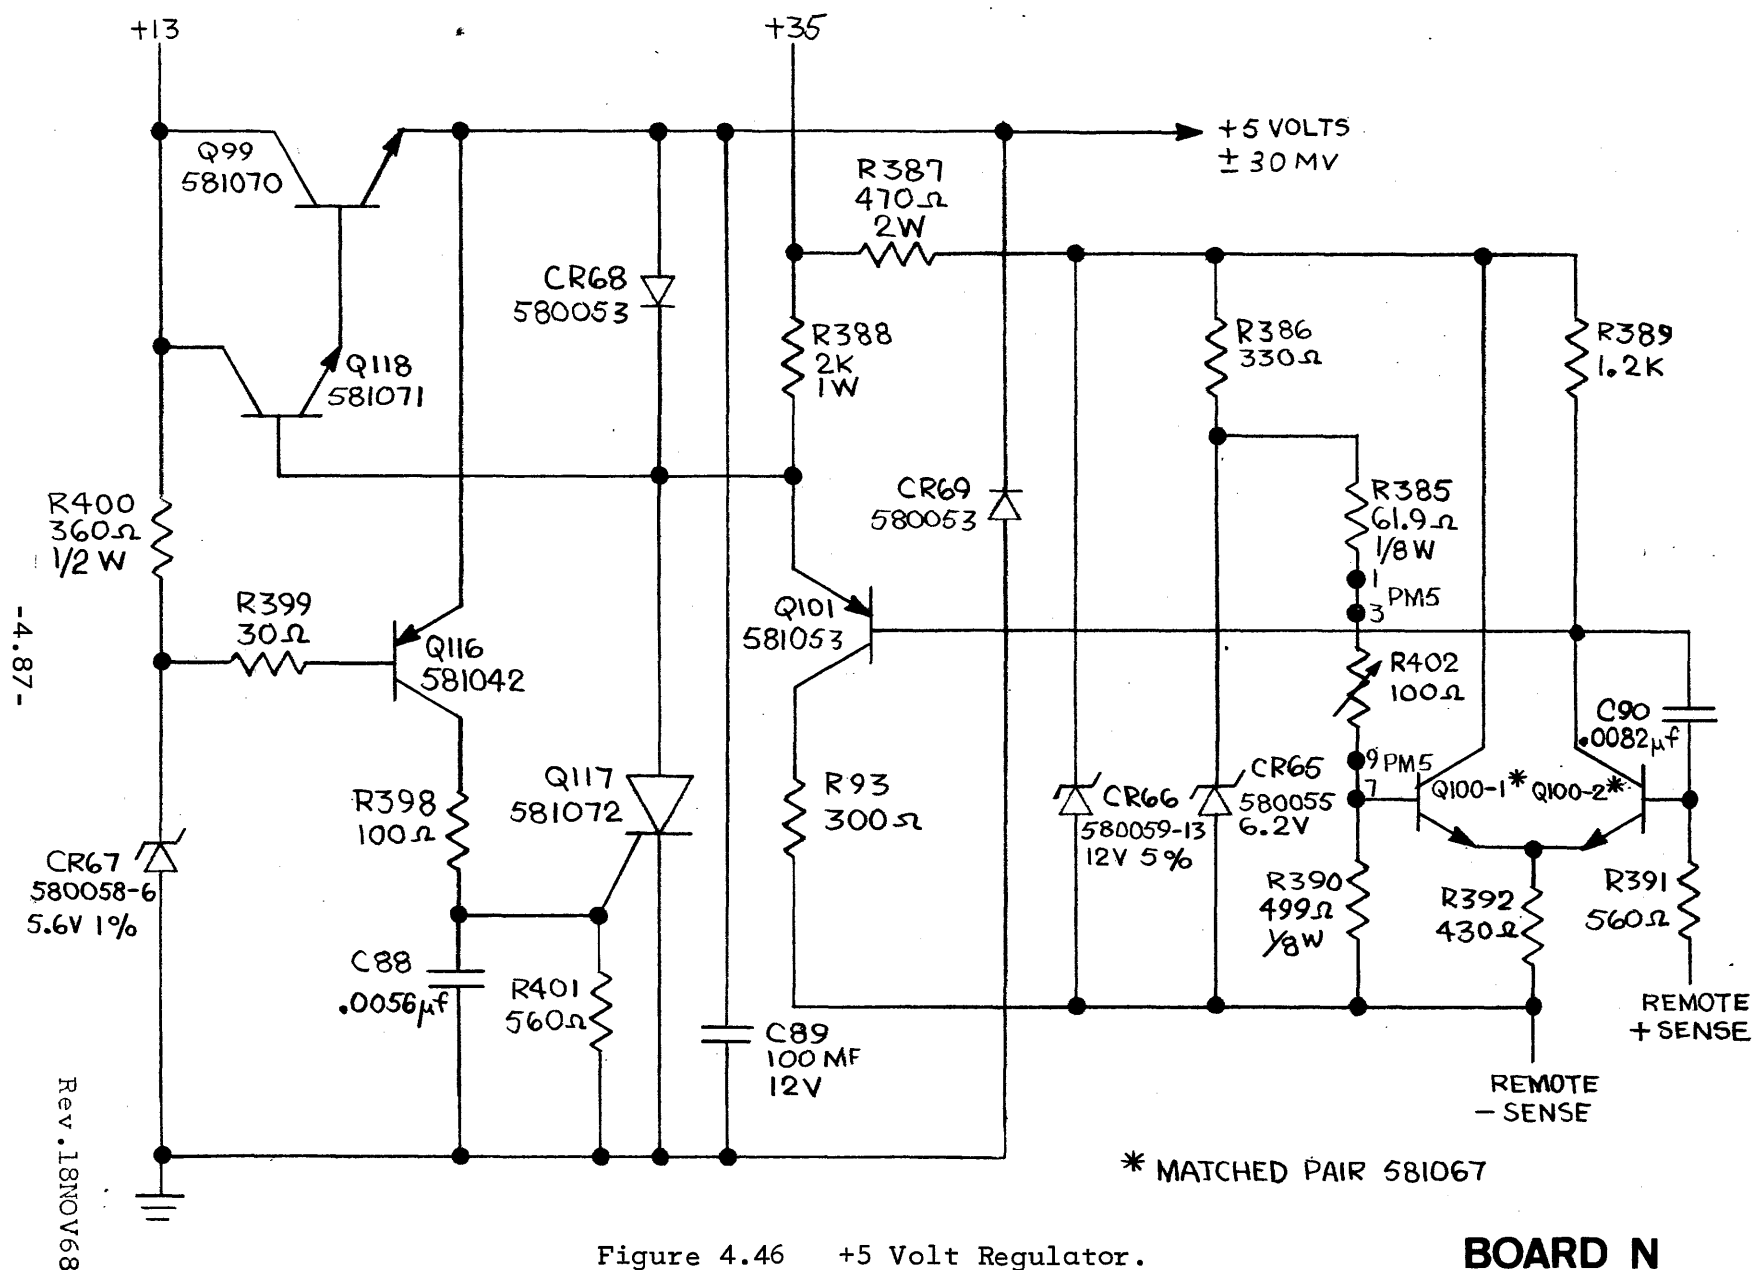 +13
+35
Q99
581070
+5 VOLTS
± 30 MV
R387
470Ω
2W
CR68
580053
Q118
581071
R388
2K
1W
R386
330Ω
R389
1.2K
R400
360Ω
1/2 W
CR69
580053
R385
61.9Ω
1/8W
1
3
PM5
R399
30Ω
Q116
581042
Q101
581053
R402
100Ω
C90
.0082µf
9
PM5
7
Q117
581072
R398
100Ω
R93
300Ω
CR66
580059-13
12V 5%
CR65
580055
6.2V
Q100-1*
Q100-2*
CR67
580058-6
5.6V 1%
R390
499Ω
1/8W
R392
430Ω
R391
560Ω
C88
.0056µf
R401
560Ω
C89
100 MF
12V
REMOTE
+ SENSE
REMOTE
- SENSE
* MATCHED PAIR 581067
-4.87-
Rev.18NOV68
Figure 4.46 +5 Volt Regulator.
BOARD N